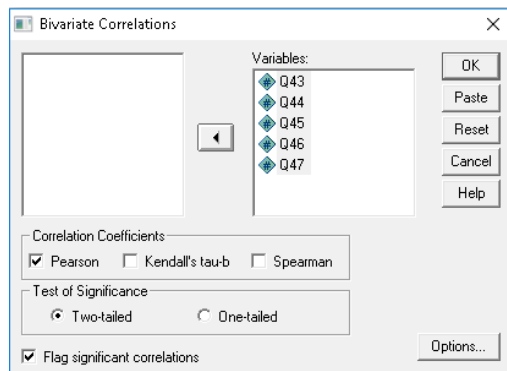 Bivariate Correlations
Variables:
Q43
Q44
Q45
Q46
Q47
OK
Paste
Reset
Cancel
Help
Correlation Coefficients
Pearson Kendall's tau-b Spearman
Test of Significance
Two-tailed One-tailed
Flag significant correlations
Options...